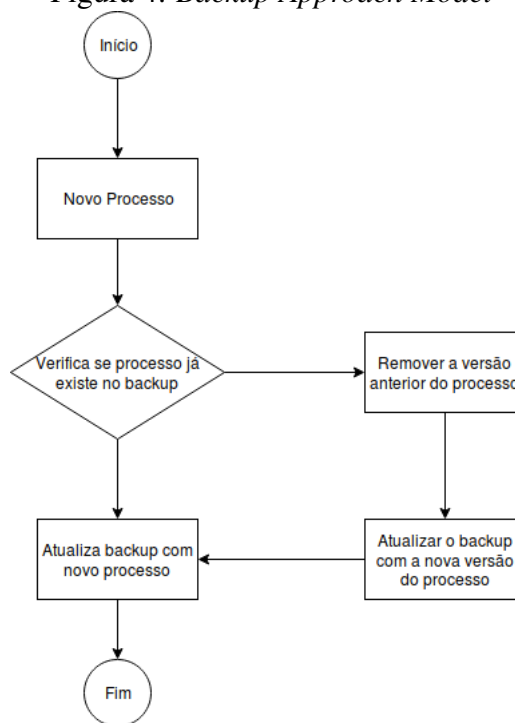 Figura 4. Backup Approach Model
Início
Novo Processo
Verifica se processo já
existe no backup
Remover a versão
anterior do processo
Atualiza backup com
novo processo
Atualizar o backup
com a nova versão
do processo
Fim